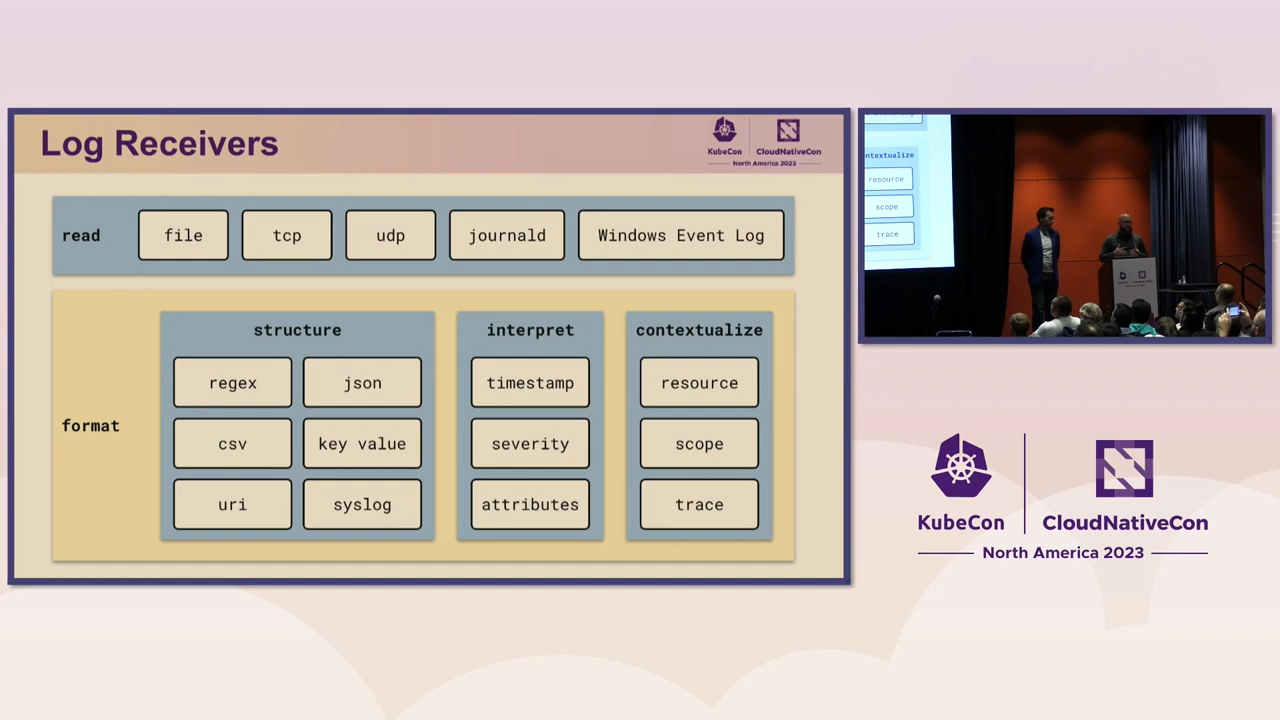 Log Receivers
KubeCon
CloudNativeCon
North America 2023
read
file
tcp
udp
journald
Windows Event Log
format
structure
regex
json
csv
key value
uri
syslog
interpret
timestamp
severity
attributes
contextualize
resource
scope
trace
ntextualize
resource
scope
trace
KubeCon
CloudNativeCon
North America 2023